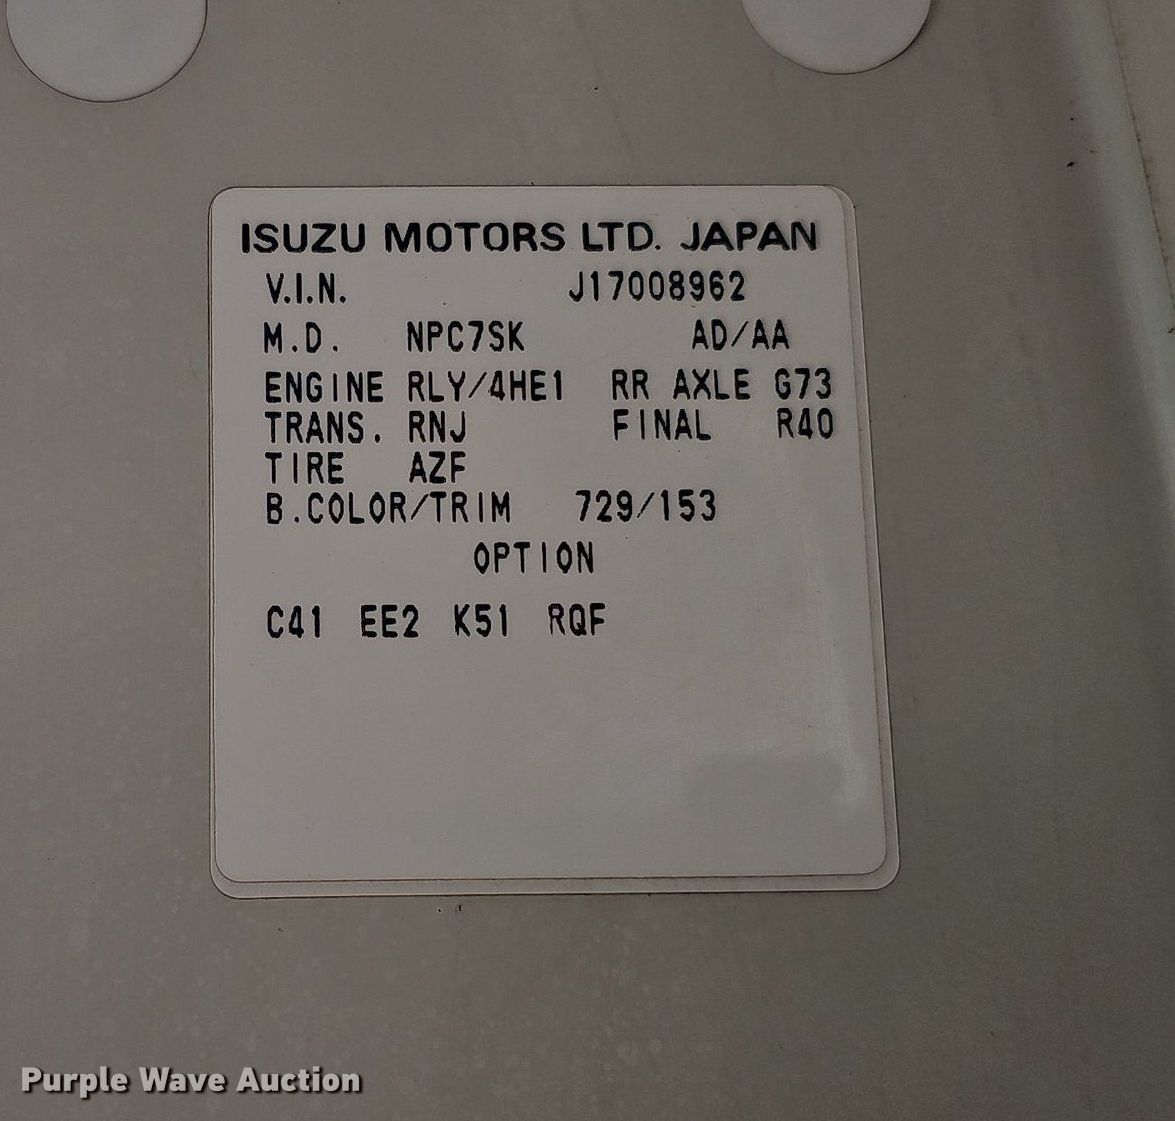 ISUZU MOTORS LTD. JAPAN
V.I.N. J17008962
M.D. NPC7SK AD/AA
ENGINE RLY/4HE1 RR AXLE G73
TRANS. RNJ FINAL R40
TIRE AZF
B.COLOR/TRIM 729/153
OPTION
C41 EE2 K51 RQF
Purple Wave Auction